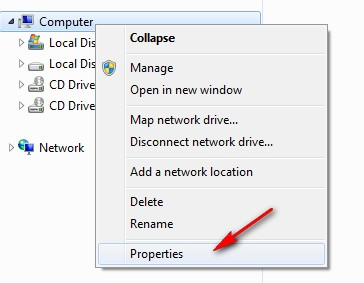 Computer
Local Dis
Local Dis
CD Drive
CD Drive
Network
Collapse
Manage
Open in new window
Map network drive...
Disconnect network drive...
Add a network location
Delete
Rename
Properties